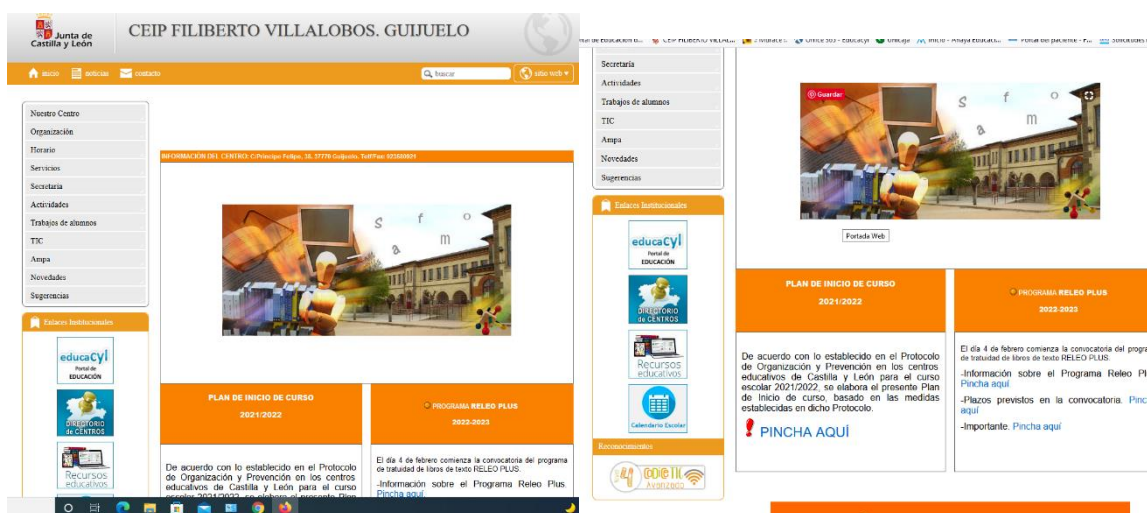 Junta de
Castilla y León
CEIP FILIBERTO VILLALOBOS. GUIJUELO
inicio
noticias
contacto
buscar
sitio web
Nuestro Centro
Organización
Horario
Servicios
Secretaría
Actividades
Trabajos de alumnos
TIC
Ampa
Novedades
Sugerencias
Enlaces Institucionales
educaCyl
Portal de
EDUCACIÓN
DIRECTORIO
de CENTROS
Recursos
educativos
INFORMACIÓN DEL CENTRO: C/Príncipe Felipe, 38. 37770 Guijuelo.
s f o
a m
PLAN DE INICIO DE CURSO
2021/2022
De acuerdo con lo establecido en el Protocolo
de Organización y Prevención en los centros
educativos de Castilla y León para el curso
escolar 2021/2022, se elabora el presente Plan
PROGRAMA RELEO PLUS
2022-2023
El día 4 de febrero comienza la convocatoria del programa
de tratuidad de libros de texto RELEO PLUS.
-Información sobre el Programa Releo Plus.
Pincha aquí.
Secretaría
Actividades
Trabajos de alumnos
TIC
Ampa
Novedades
Sugerencias
Enlaces Institucionales
educaCyl
Portal de
EDUCACIÓN
DIRECTORIO
de CENTROS
Recursos
educativos
Calendario Escolar
Reconocimientos
CODICE TIC
Avanzado
Guardar
s f o
a m
Portada Web
PLAN DE INICIO DE CURSO
2021/2022
De acuerdo con lo establecido en el Protocolo
de Organización y Prevención en los centros
educativos de Castilla y León para el curso
escolar 2021/2022, se elabora el presente Plan
de Inicio de curso, basado en las medidas
establecidas en dicho Protocolo.
PINCHA AQUÍ
PROGRAMA RELEO PLUS
2022-2023
El día 4 de febrero comienza la convocatoria del progra
de tratuidad de libros de texto RELEO PLUS.
-Información sobre el Programa Releo Pl
Pincha aquí
-Plazos previstos en la convocatoria. Pinc
aquí
-Importante. Pincha aquí